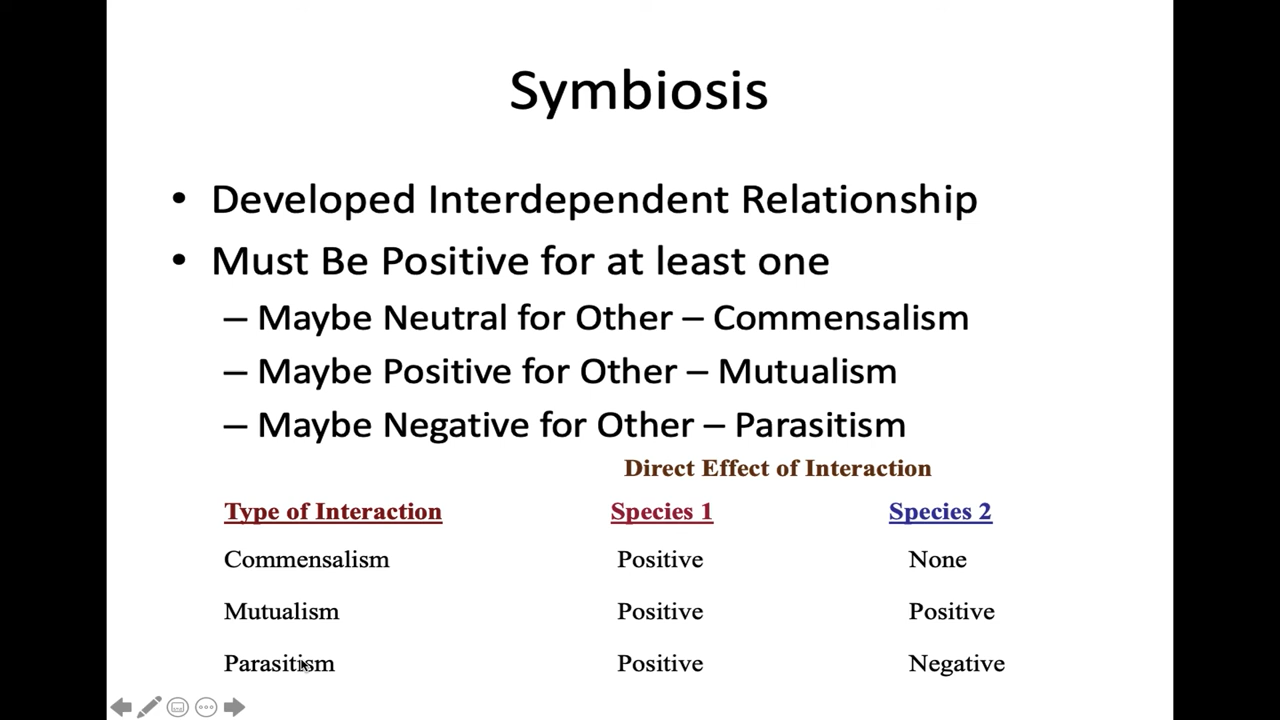 Symbiosis
• Developed Interdependent Relationship
• Must Be Positive for at least one
– Maybe Neutral for Other – Commensalism
– Maybe Positive for Other – Mutualism
– Maybe Negative for Other – Parasitism
Direct Effect of Interaction
Type of Interaction Species 1 Species 2
Commensalism Positive None
Mutualism Positive Positive
Parasitism Positive Negative